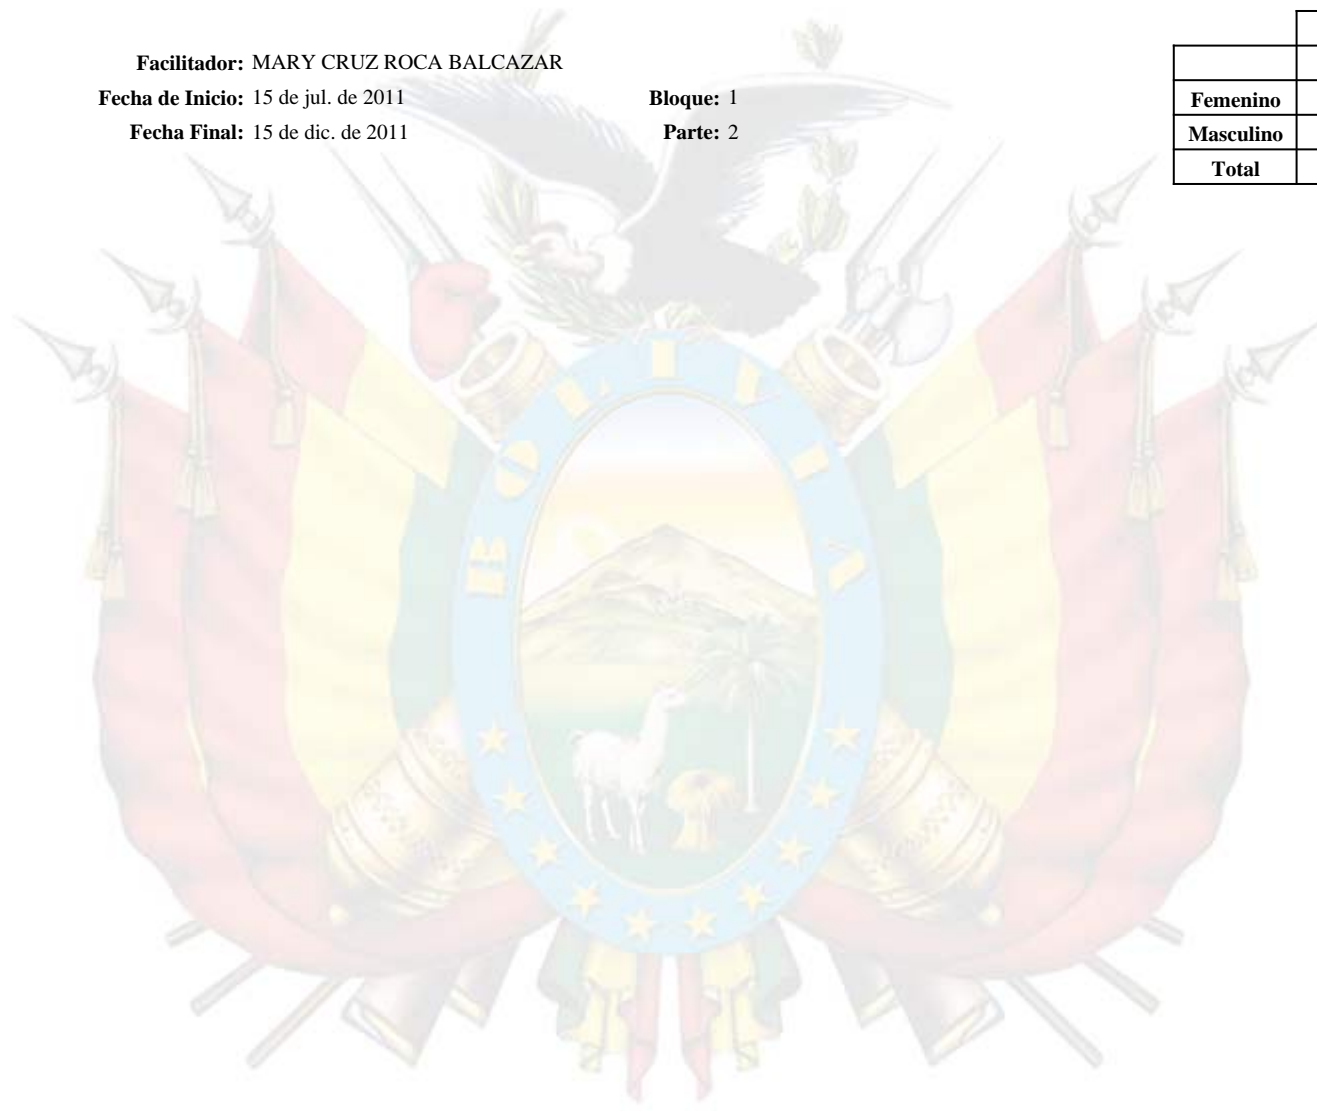 Facilitador: MARY CRUZ ROCA BALCAZAR
Fecha de Inicio: 15 de jul. de 2011 Bloque: 1
Fecha Final: 15 de dic. de 2011 Parte: 2
Femenino
Masculino
Total
BOLIVIA